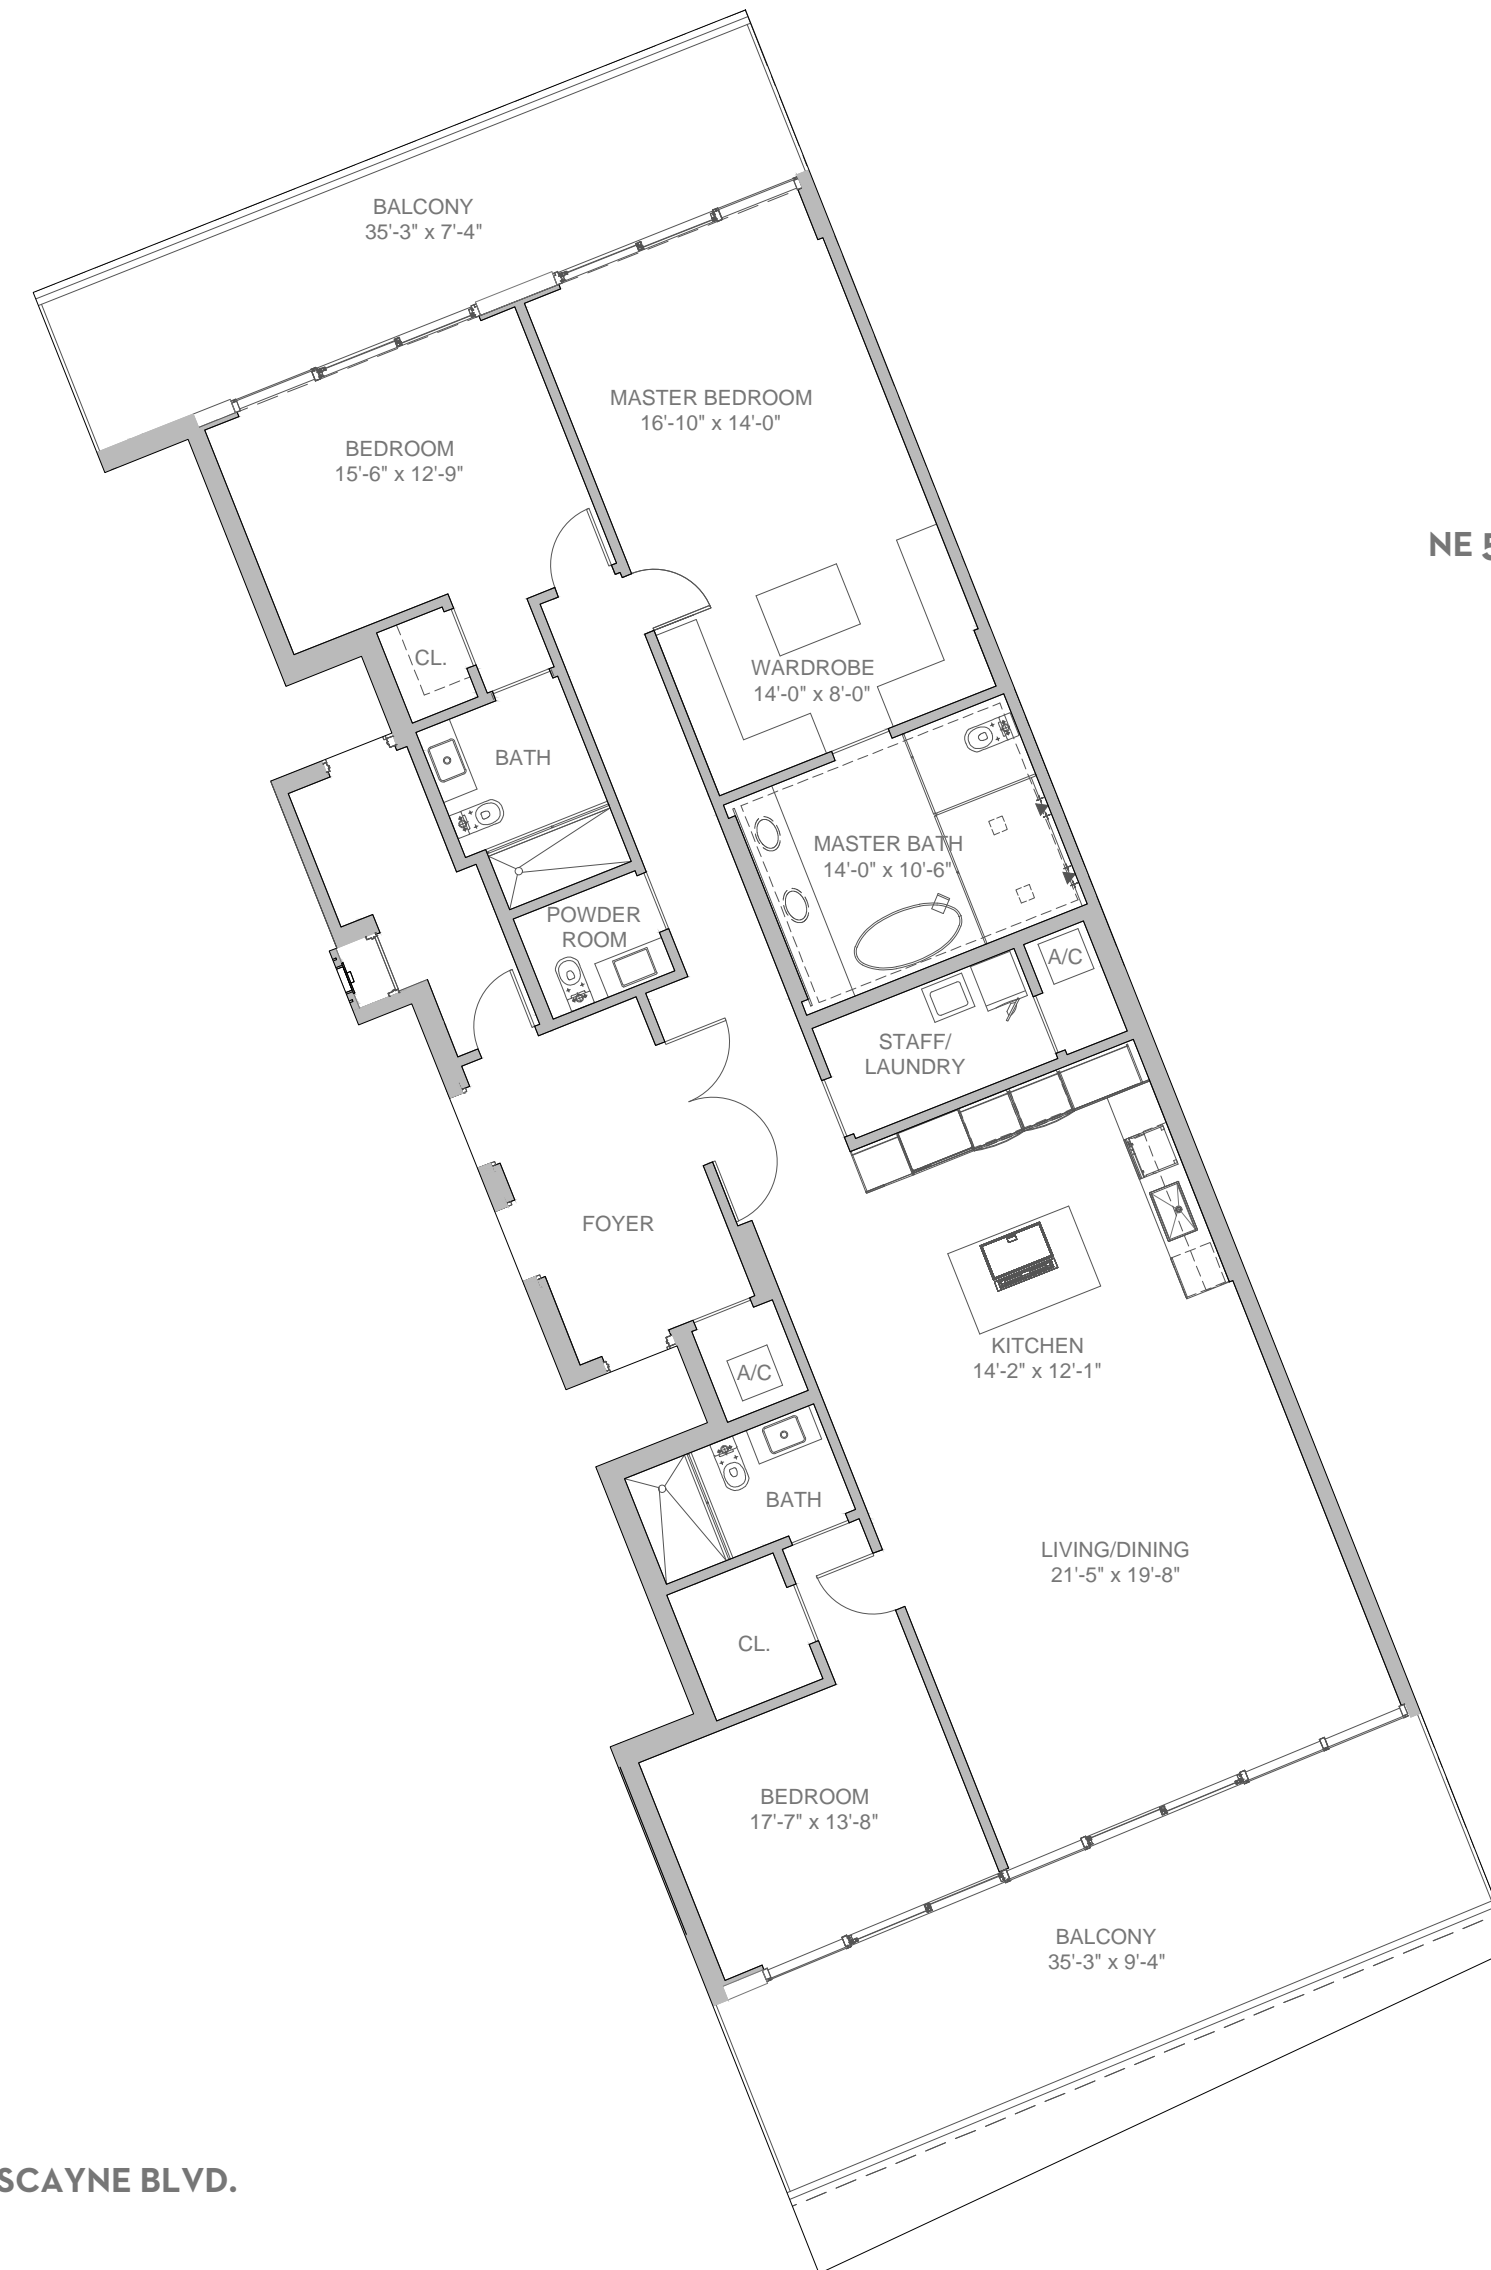 BALCONY
35'-3" x 7'-4"
MASTER BEDROOM
16'-10" x 14'-0"
BEDROOM
15'-6" x 12'-9"
NE 5
CL.
WARDROBE
14'-0" x 8'-0"
BATH
MASTER BATH
14'-0" x 10'-6"
POWDER
ROOM
A/C
STAFF/
LAUNDRY
FOYER
KITCHEN
14'-2" x 12'-1"
A/C
BATH
LIVING/DINING
21'-5" x 19'-8"
CL.
BEDROOM
17'-7" x 13'-8"
BALCONY
35'-3" x 9'-4"
SCAYNE BLVD.